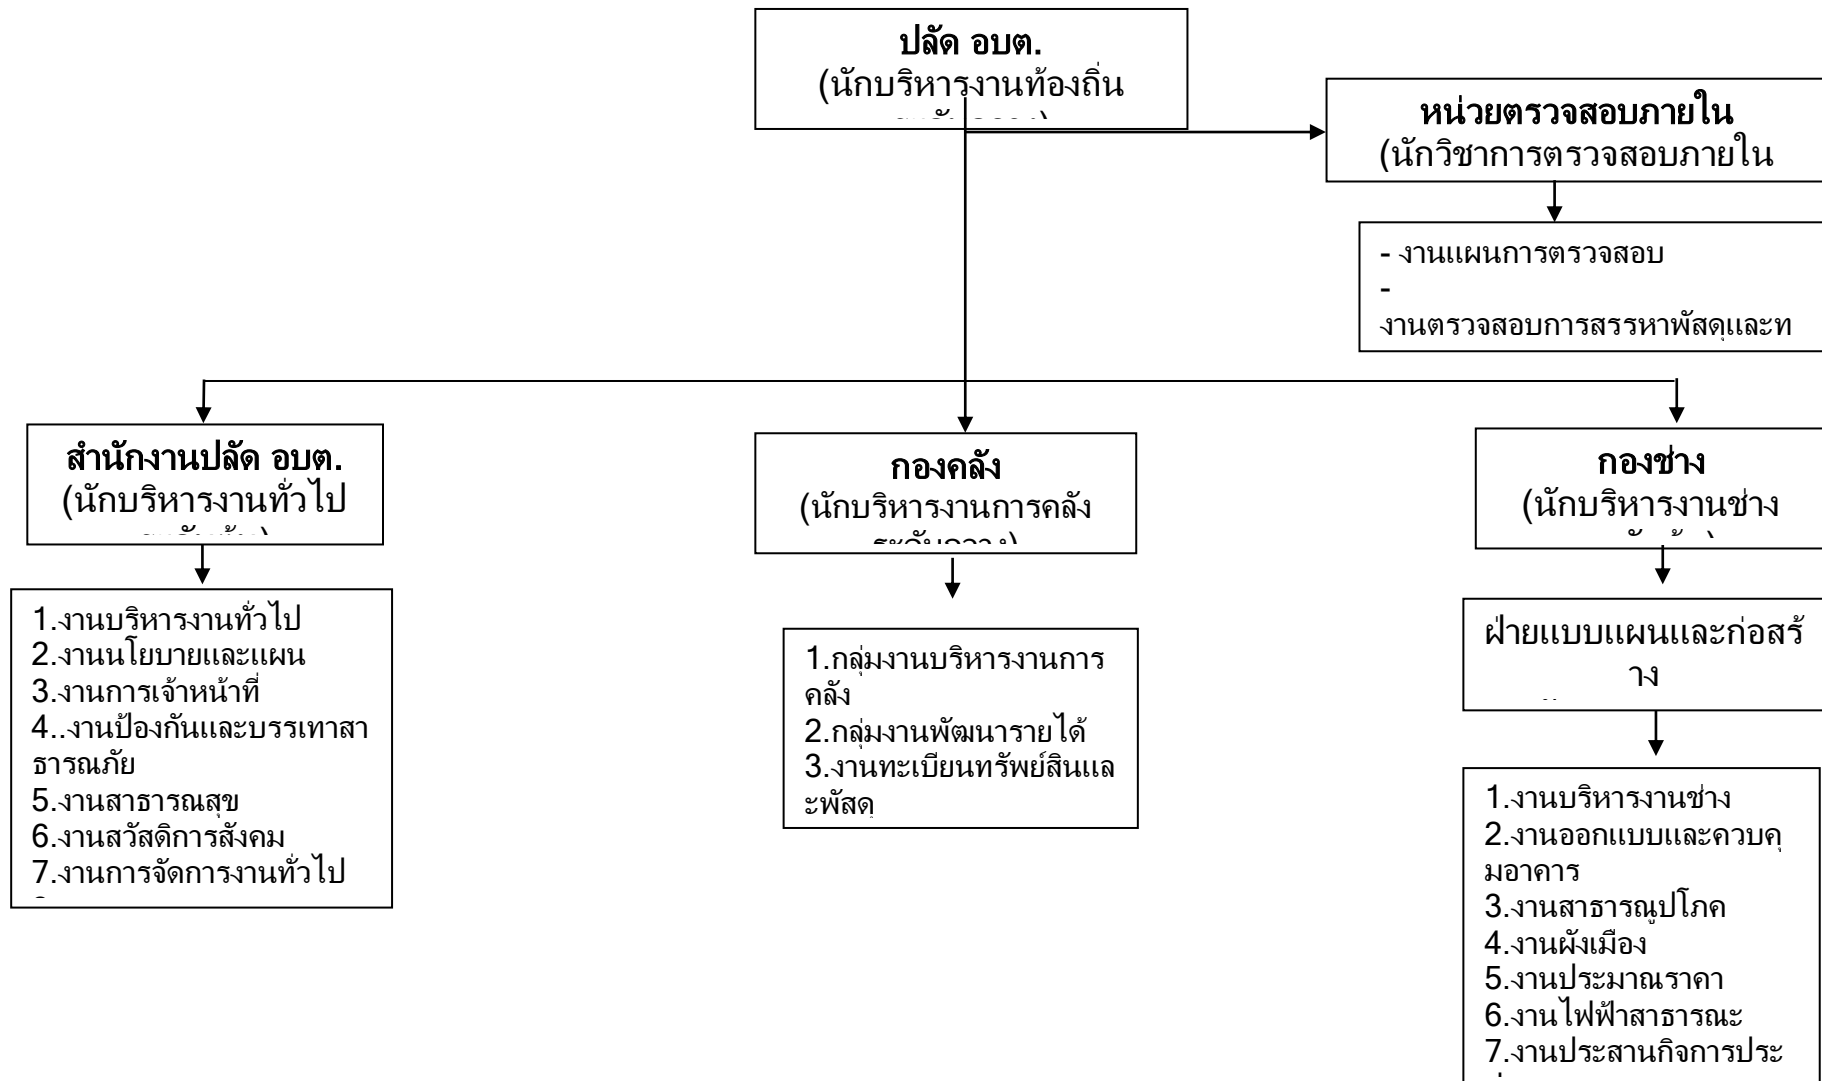 ปลัด อบต.
(นักบริหารงานท้องถิ่น
หน่วยตรวจสอบภายใน
(นักวิชาการตรวจสอบภายใน
- งานแผนการตรวจสอบ
-
งานตรวจสอบการสรรหาพัสดุและท
สำนักงานปลัด อบต.
(นักบริหารงานทั่วไป
1.งานบริหารงานทั่วไป
2.งานนโยบายและแผน
3.งานการเจ้าหน้าที่
4..งานป้องกันและบรรเทาสา
ธารณภัย
5.งานสาธารณสุข
6.งานสวัสดิการสังคม
7.งานการจัดการงานทั่วไป
กองคลัง
(นักบริหารงานการคลัง
ระดับกลาง)
1.กลุ่มงานบริหารงานการ
คลัง
2.กลุ่มงานพัฒนารายได้
3.งานทะเบียนทรัพย์สินแล
ะพัสดุ
กองช่าง
(นักบริหารงานช่าง
ฝ่ายแบบแผนและก่อสร้
าง
1.งานบริหารงานช่าง
2.งานออกแบบและควบคุ
มอาคาร
3.งานสาธารณูปโภค
4.งานผังเมือง
5.งานประมาณราคา
6.งานไฟฟ้าสาธารณะ
7.งานประสานกิจการประ